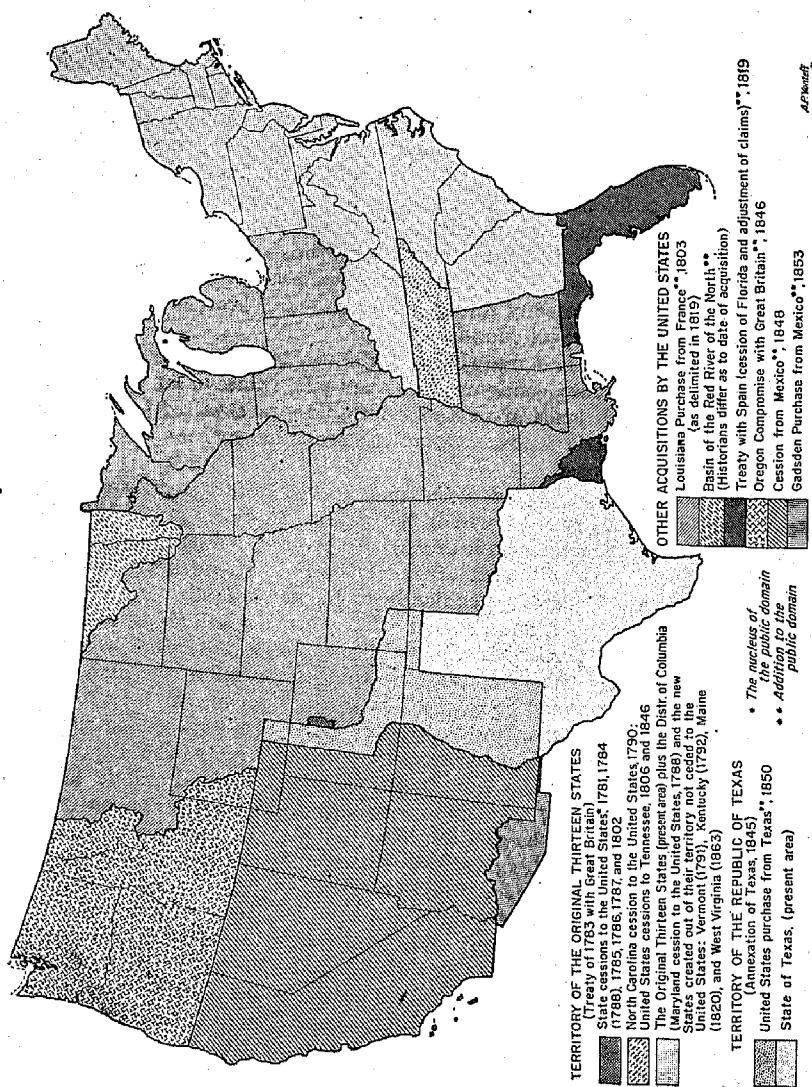 TERRITORY OF THE ORIGINAL THIRTEEN STATES
(Treaty of 1783 with Great Britain)
State cessions to the United States*, 1781, 1784
(1788), 1785, 1786, 1787, and 1802
North Carolina cession to the United States, 1790;
United States cessions to Tennessee, 1806 and 1846
The Original Thirteen States (present area) plus the Distr. of Columbia
(Maryland cession to the United States, 1788) and the new
States created out of their territory not ceded to the
United States: Vermont (1791), Kentucky (1792), Maine
(1820), and West Virginia (1863)
TERRITORY OF THE REPUBLIC OF TEXAS
(Annexation of Texas, 1845)
United States purchase from Texas**, 1850
State of Texas, (present area)
* The nucleus of
the public domain
** Addition to the
public domain
OTHER ACQUISITIONS BY THE UNITED STATES
Louisiana Purchase from France**, 1803
(as delimited in 1819)
Basin of the Red River of the North**
(Historians differ as to date of acquisition)
Treaty with Spain (cession of Florida and adjustment of claims)**, 1819
Oregon Compromise with Great Britain**, 1846
Cession from Mexico**, 1848
Gadsden Purchase from Mexico**, 1853